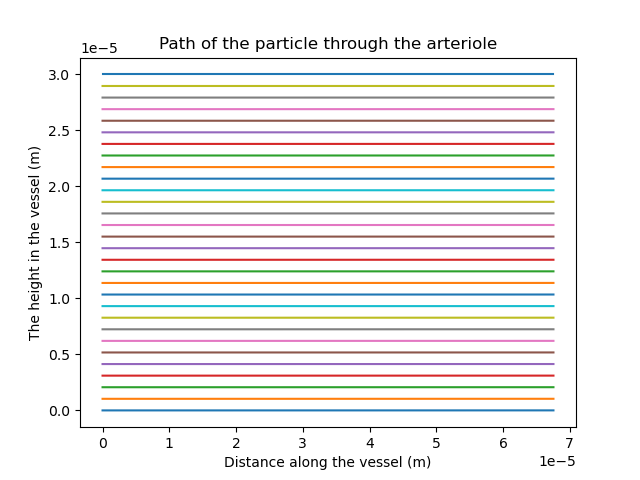 Path of the particle through the arteriole
1e−5
3.0
2.5
2.0
1.5
1.0
0.5
0.0
The height in the vessel (m)
0 1 2 3 4 5 6 7
1e−5
Distance along the vessel (m)